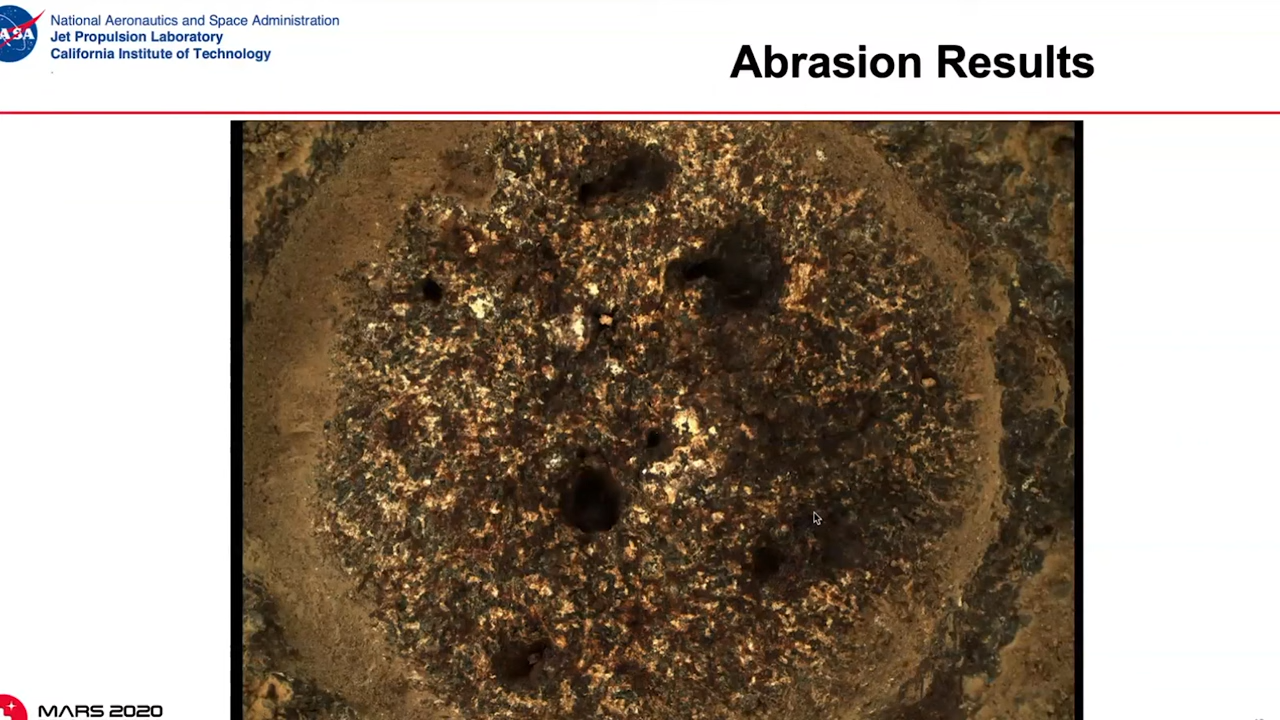 National Aeronautics and Space Administration
Jet Propulsion Laboratory
California Institute of Technology
Abrasion Results
MARS 2020